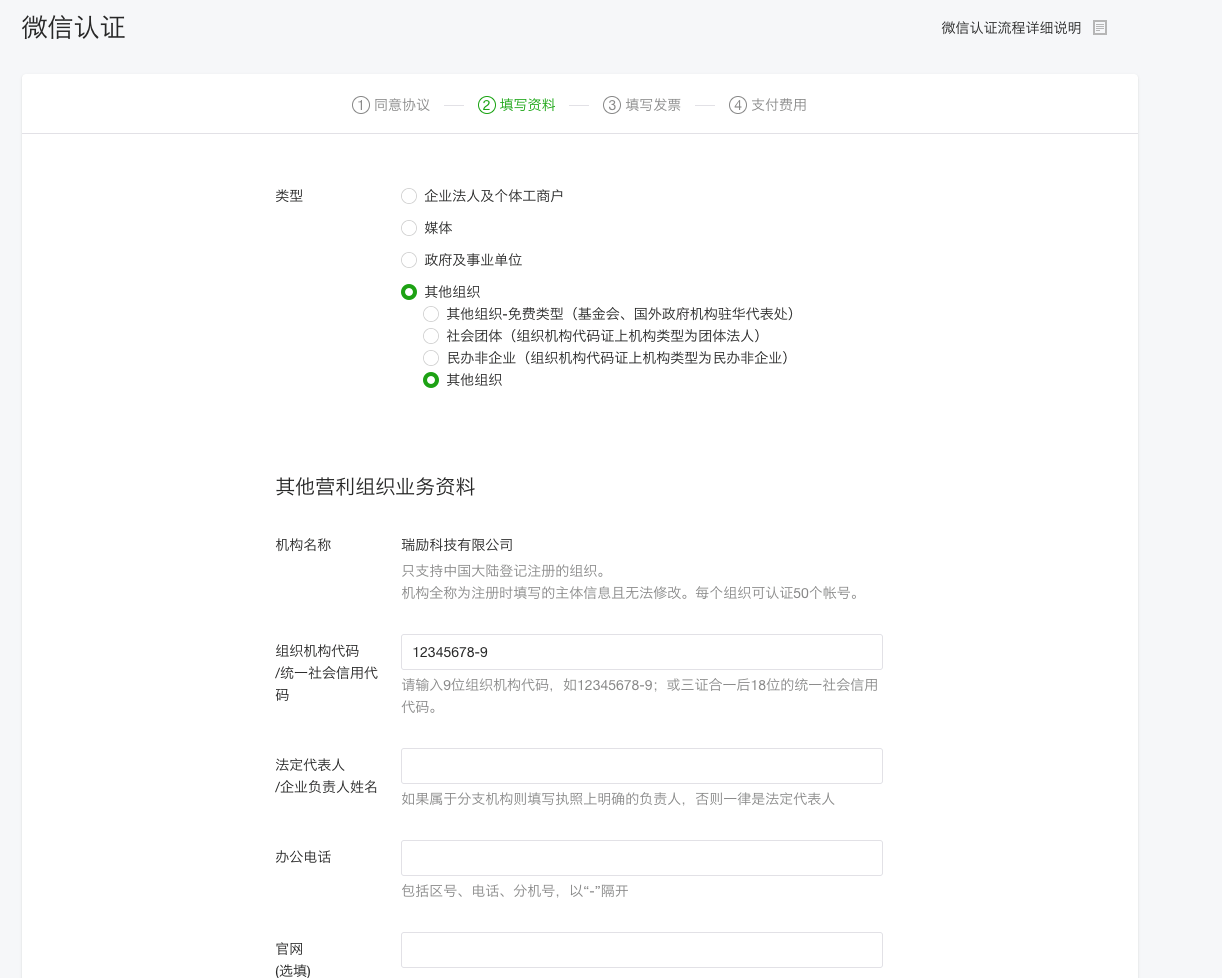 微信认证
微信认证流程详细说明
1 同意协议
2 填写资料
3 填写发票
4 支付费用
类型
企业法人及个体工商户
媒体
政府及事业单位
其他组织
其他组织-免费类型（基金会、国外政府机构驻华代表处）
社会团体（组织机构代码证上机构类型为团体法人）
民办非企业（组织机构代码证上机构类型为民办非企业）
其他组织
其他营利组织业务资料
机构名称
瑞励科技有限公司
只支持中国大陆登记注册的组织。
机构全称为注册时填写的主体信息且无法修改。每个组织可认证50个帐号。
组织机构代码
/统一社会信用代
码
12345678-9
请输入9位组织机构代码，如12345678-9；或三证合一后18位的统一社会信用
代码。
法定代表人
/企业负责人姓名
如果属于分支机构则填写执照上明确的负责人，否则一律是法定代表人
办公电话
包括区号、电话、分机号，以“-”隔开
官网
(选填)